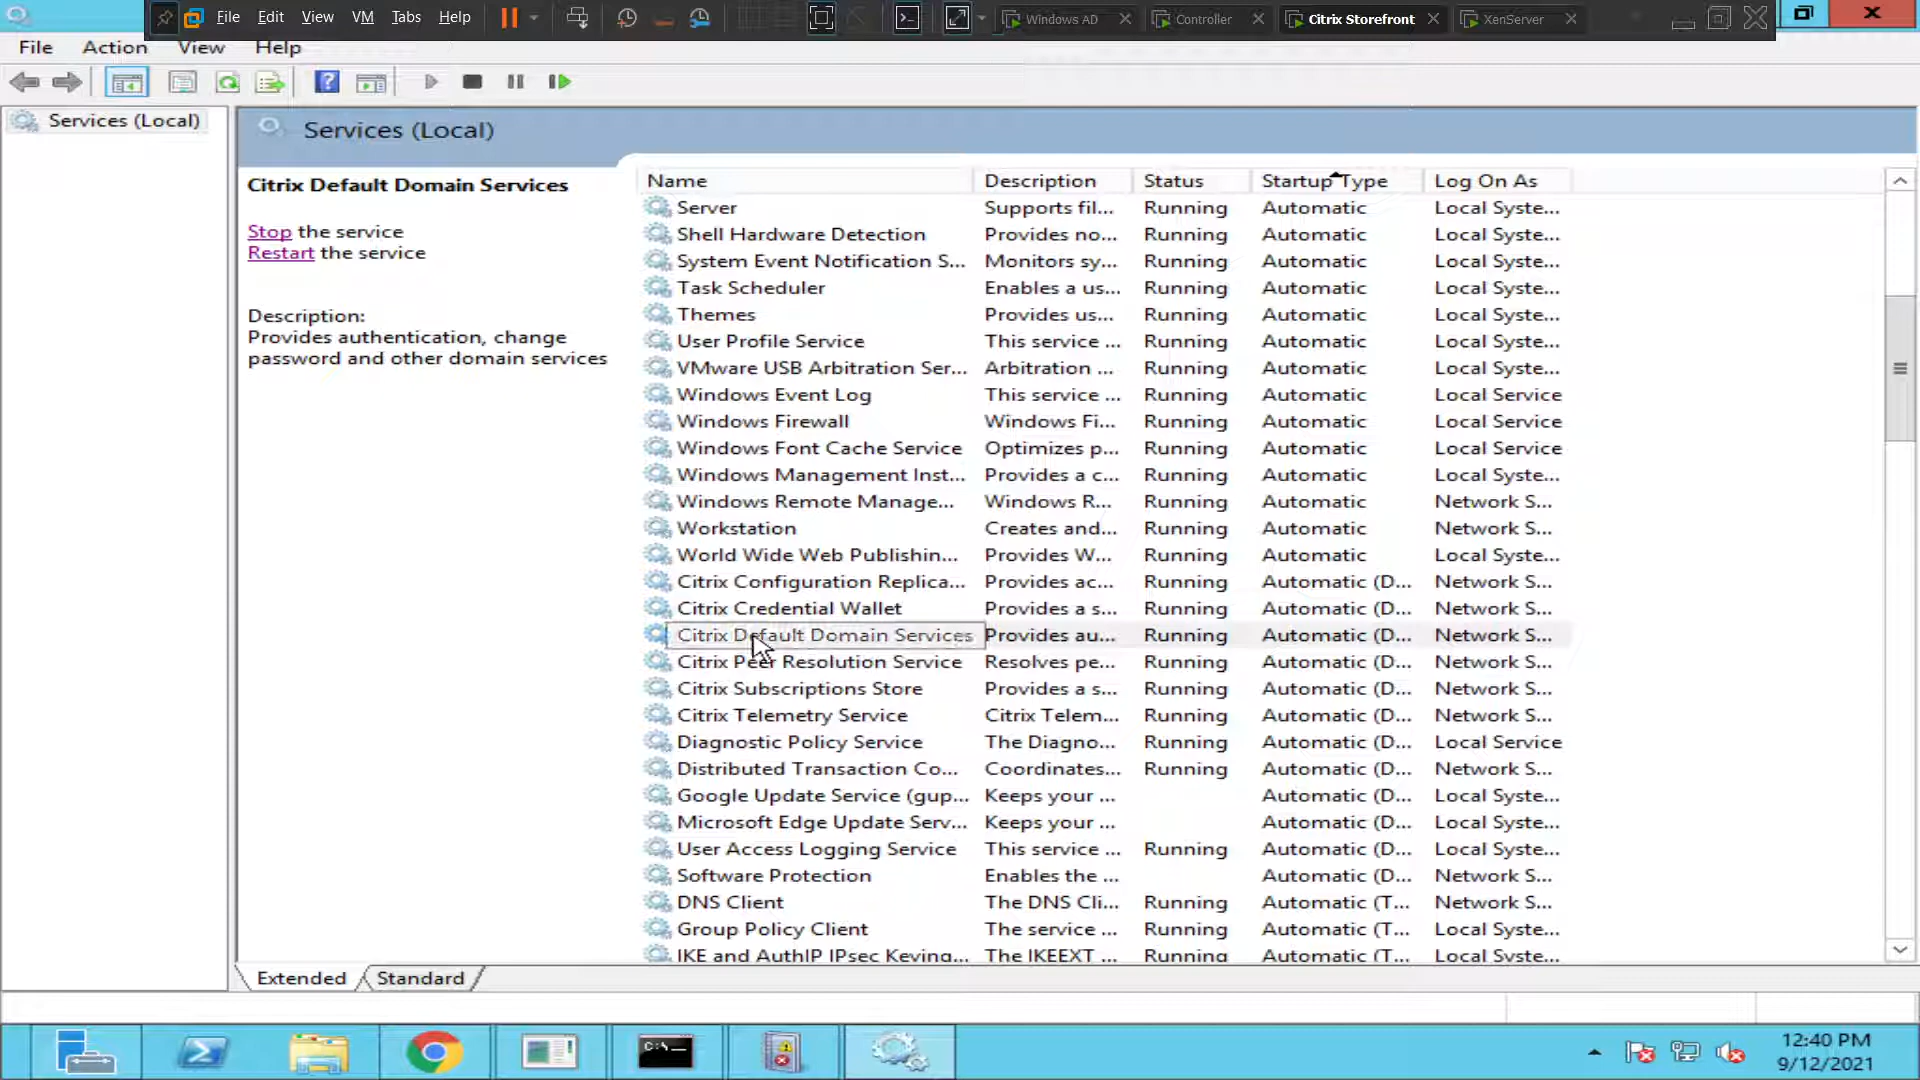 File Edit View VM Tabs Help
Windows AD
Controller
Citrix Storefront
XenServer
File Action View Help
Services (Local)
Services (Local)
Citrix Default Domain Services
Stop the service
Restart the service
Description:
Provides authentication, change
password and other domain services
Name Description Status Startup Type Log On As
Server Supports fil... Running Automatic Local Syste...
Shell Hardware Detection Provides no... Running Automatic Local Syste...
System Event Notification S... Monitors sy... Running Automatic Local Syste...
Task Scheduler Enables a us... Running Automatic Local Syste...
Themes Provides us... Running Automatic Local Syste...
User Profile Service This service ... Running Automatic Local Syste...
VMware USB Arbitration Ser... Arbitration ... Running Automatic Local Syste...
Windows Event Log This service ... Running Automatic Local Service
Windows Firewall Windows Fi... Running Automatic Local Service
Windows Font Cache Service Optimizes p... Running Automatic Local Service
Windows Management Inst... Provides a c... Running Automatic Local Syste...
Windows Remote Manage... Windows R... Running Automatic Network S...
Workstation Creates and... Running Automatic Network S...
World Wide Web Publishin... Provides W... Running Automatic Local Syste...
Citrix Configuration Replica... Provides ac... Running Automatic (D... Network S...
Citrix Credential Wallet Provides a s... Running Automatic (D... Network S...
Citrix Default Domain Services Provides au... Running Automatic (D... Network S...
Citrix Peer Resolution Service Resolves pe... Running Automatic (D... Network S...
Citrix Subscriptions Store Provides a s... Running Automatic (D... Network S...
Citrix Telemetry Service Citrix Telem... Running Automatic (D... Network S...
Diagnostic Policy Service The Diagno... Running Automatic (D... Local Service
Distributed Transaction Co... Coordinates... Running Automatic (D... Network S...
Google Update Service (gup... Keeps your ... Automatic (D... Local Syste...
Microsoft Edge Update Serv... Keeps your ... Automatic (D... Local Syste...
User Access Logging Service This service ... Running Automatic (D... Local Syste...
Software Protection Enables the ... Automatic (D... Network S...
DNS Client The DNS Cli... Running Automatic (T... Network S...
Group Policy Client The service ... Running Automatic (T... Local Syste...
IKE and AuthIP IPsec Keying... The IKEEXT ... Running Automatic (T... Local Syste...
Extended Standard
12:40 PM
9/12/2021